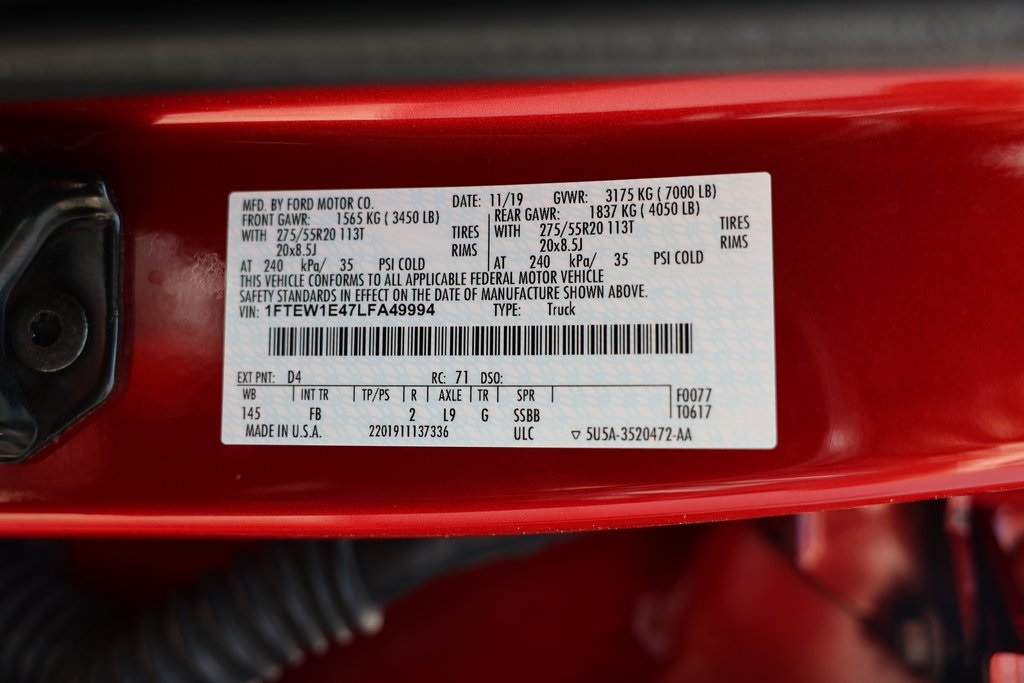 MFD. BY FORD MOTOR CO. DATE: 11/19 GVWR: 3175 KG ( 7000 LB)
FRONT GAWR: 1565 KG ( 3450 LB) REAR GAWR: 1837 KG ( 4050 LB)
WITH 275/55R20 113T TIRES WITH 275/55R20 113T TIRES
20x8.5J RIMS 20x8.5J RIMS
AT 240 kPa/ 35 PSI COLD AT 240 kPa/ 35 PSI COLD
THIS VEHICLE CONFORMS TO ALL APPLICABLE FEDERAL MOTOR VEHICLE
SAFETY STANDARDS IN EFFECT ON THE DATE OF MANUFACTURE SHOWN ABOVE.
VIN: 1FTEW1E47LFA49994 TYPE: Truck
EXT PNT: D4 RC: 71 DSO:
WB INT TR TP/PS R AXLE TR SPR F0077
145 FB 2 L9 G SSBB T0617
MADE IN U.S.A. 2201911137336 ULC ▽ 5U5A-3520472-AA